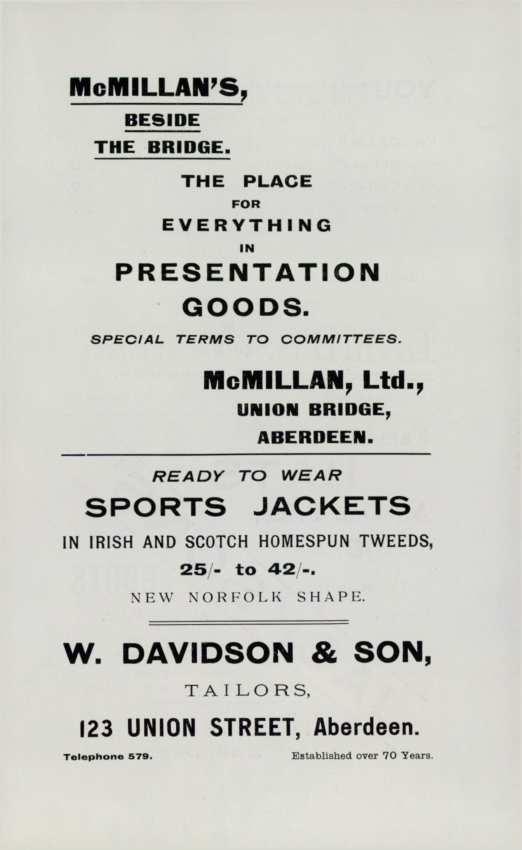 McMILLAN'S,
BESIDE
THE BRIDGE.
THE PLACE
FOR
EVERYTHING
IN
PRESENTATION
GOODS.
SPECIAL TERMS TO COMMITTEES.
McMILLAN, Ltd.,
UNION BRIDGE,
ABERDEEN.
READY TO WEAR
SPORTS JACKETS
IN IRISH AND SCOTCH HOMESPUN TWEEDS,
25/- to 42/-.
NEW NORFOLK SHAPE.
W. DAVIDSON & SON,
TAILORS,
123 UNION STREET, Aberdeen.
Telephone 579. Established over 70 Years.